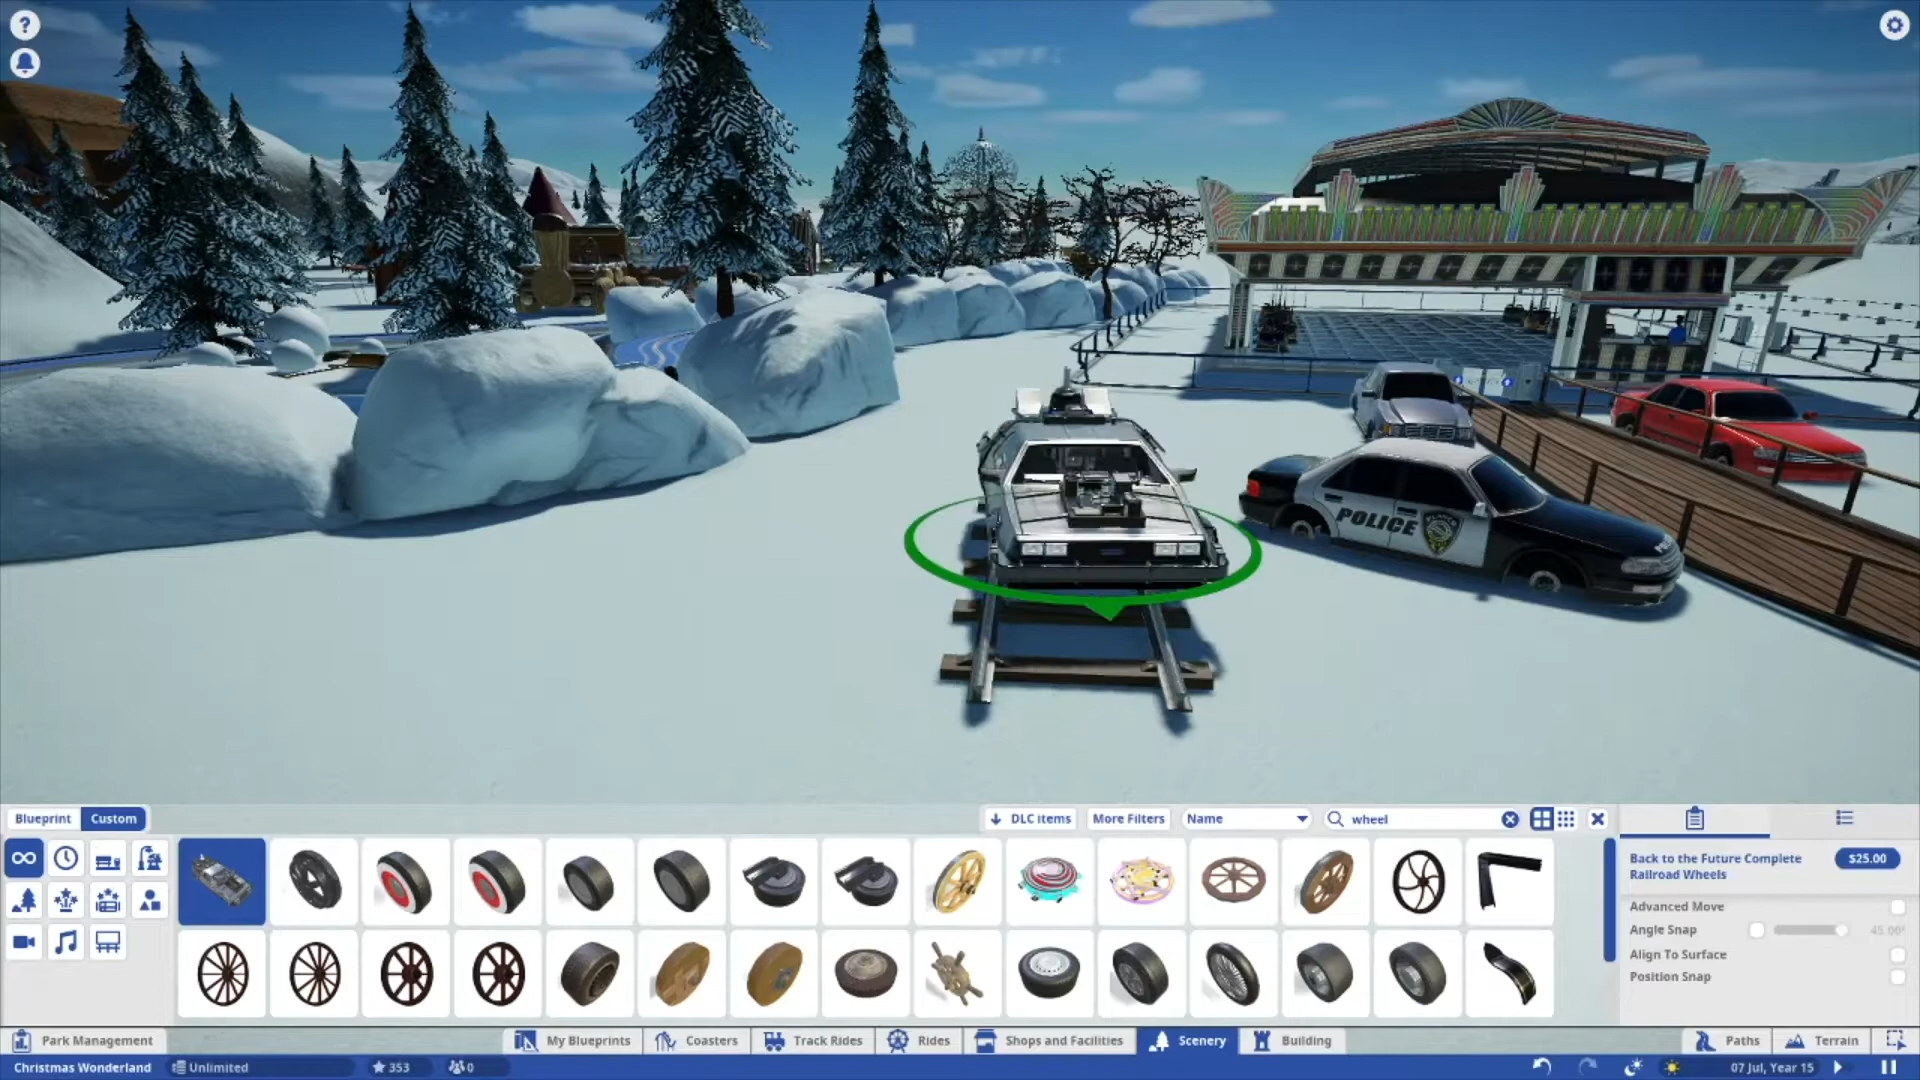 POLICE
Blueprint Custom
DLC items More Filters Name wheel
Back to the Future Complete
Railroad Wheels
$25.00
Advanced Move
Angle Snap 45.00°
Align To Surface
Position Snap
Park Management My Blueprints Coasters Track Rides Rides Shops and Facilities Scenery Building Paths Terrain
Christmas Wonderland Unlimited 353 0 07 Jul, Year 15